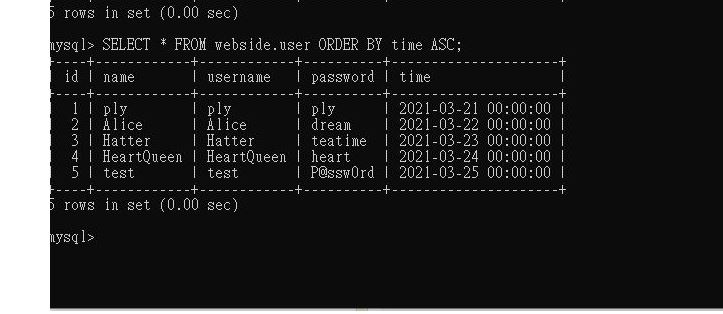 5 rows in set (0.00 sec)
mysql> SELECT * FROM webside.user ORDER BY time ASC;
+----+------------+------------+----------+---------------------+
| id | name | username | password | time |
+----+------------+------------+----------+---------------------+
| 1 | ply | ply | ply | 2021-03-21 00:00:00 |
| 2 | Alice | Alice | dream | 2021-03-22 00:00:00 |
| 3 | Hatter | Hatter | teatime | 2021-03-23 00:00:00 |
| 4 | HeartQueen | HeartQueen | heart | 2021-03-24 00:00:00 |
| 5 | test | test | P@ssw0rd | 2021-03-25 00:00:00 |
+----+------------+------------+----------+---------------------+
5 rows in set (0.00 sec)
mysql>